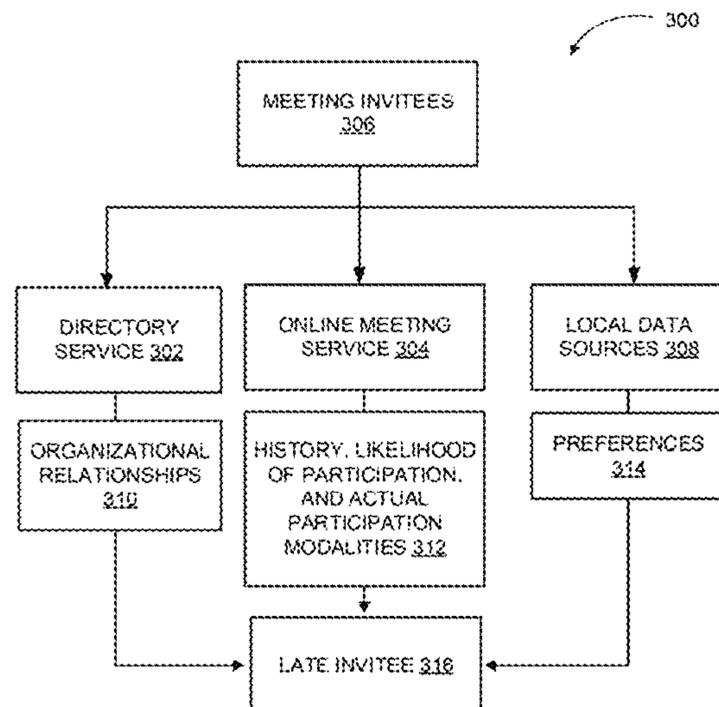 300
MEETING INVITEES
306
DIRECTORY
SERVICE 302
ONLINE MEETING
SERVICE 304
LOCAL DATA
SOURCES 308
ORGANIZATIONAL
RELATIONSHIPS
310
HISTORY, LIKELIHOOD
OF PARTICIPATION,
AND ACTUAL
PARTICIPATION
MODALITIES 312
PREFERENCES
314
LATE INVITEE 316